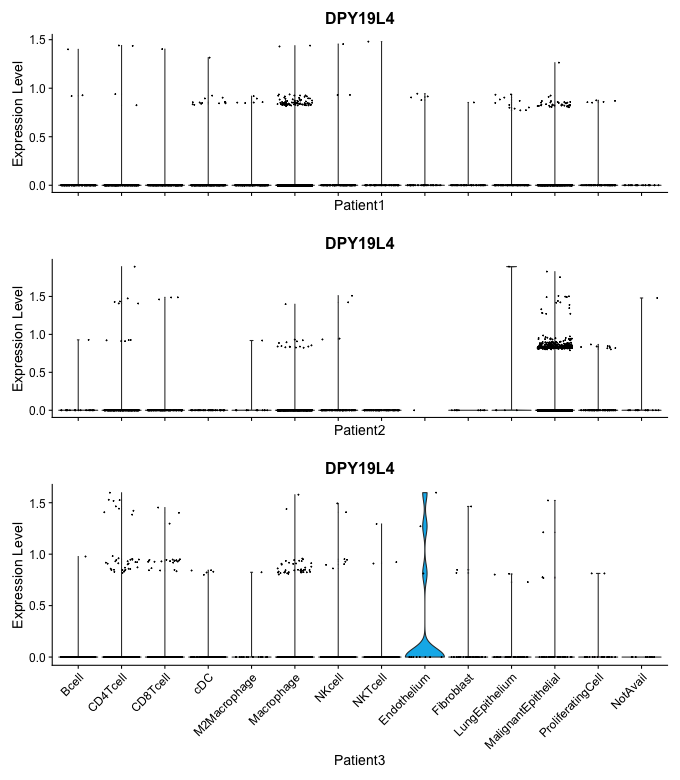 DPY19L4
Expression Level
1.5
1.0
0.5
0.0
Patient1
DPY19L4
Expression Level
1.5
1.0
0.5
0.0
Patient2
DPY19L4
Expression Level
1.5
1.0
0.5
0.0
Bcell
CD4Tcell
CD8Tcell
cDC
M2Macrophage
Macrophage
NKcell
NKTcell
Endothelium
Fibroblast
LungEpithelium
MalignantEpithelial
ProliferatingCell
NotAvail
Patient3